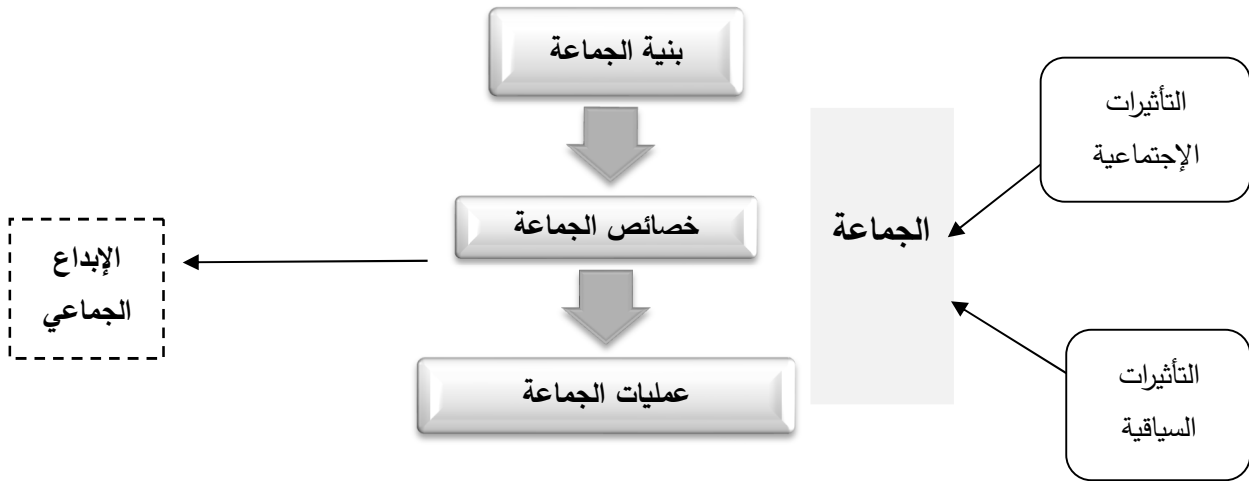 بنية الجماعة
التأثيرات
الإجتماعية
خصائص الجماعة
الجماعة
الإبداع
الجماعي
عمليات الجماعة
التأثيرات
السياقية